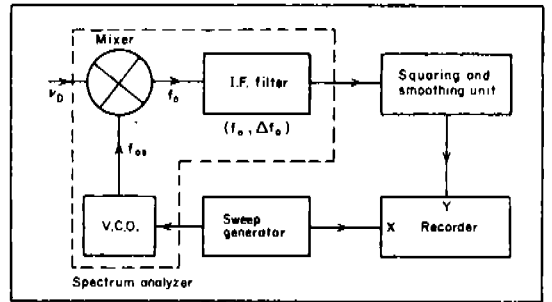 Mixer
ν_D
f_o
I.F. filter
(f_o, Δf_o)
Squaring and
smoothing unit
f_os
V.C.O.
Sweep
generator
Y
X
Recorder
Spectrum analyzer